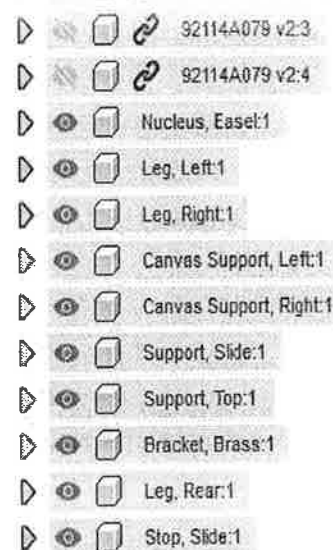 92114A079 v2:3
92114A079 v2:4
Nucleus, Easel:1
Leg, Left:1
Leg, Right:1
Canvas Support, Left:1
Canvas Support, Right:1
Support, Slide:1
Support, Top:1
Bracket, Brass:1
Leg, Rear:1
Stop, Slide:1